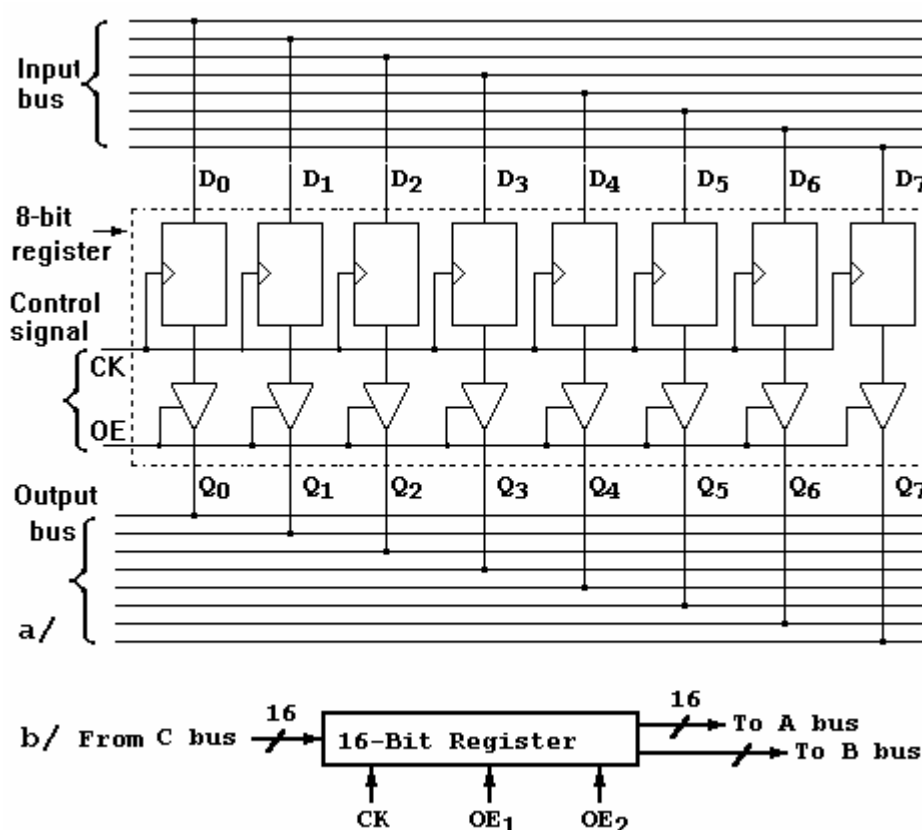 Input
bus
D0 D1 D2 D3 D4 D5 D6 D7
8-bit
register
Control
signal
CK
OE
Q0 Q1 Q2 Q3 Q4 Q5 Q6 Q7
Output
bus
a/
b/ From C bus 16 16-Bit Register 16 To A bus
To B bus
CK OE1 OE2